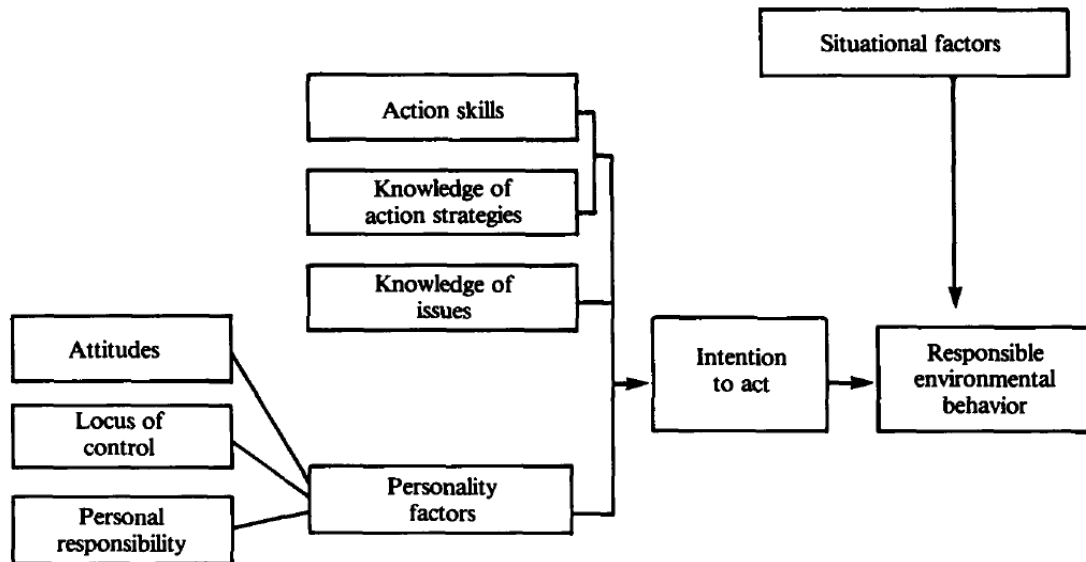 Situational factors
Action skills
Knowledge of
action strategies
Knowledge of
issues
Attitudes
Locus of
control
Personal
responsibility
Personality
factors
Intention
to act
Responsible
environmental
behavior